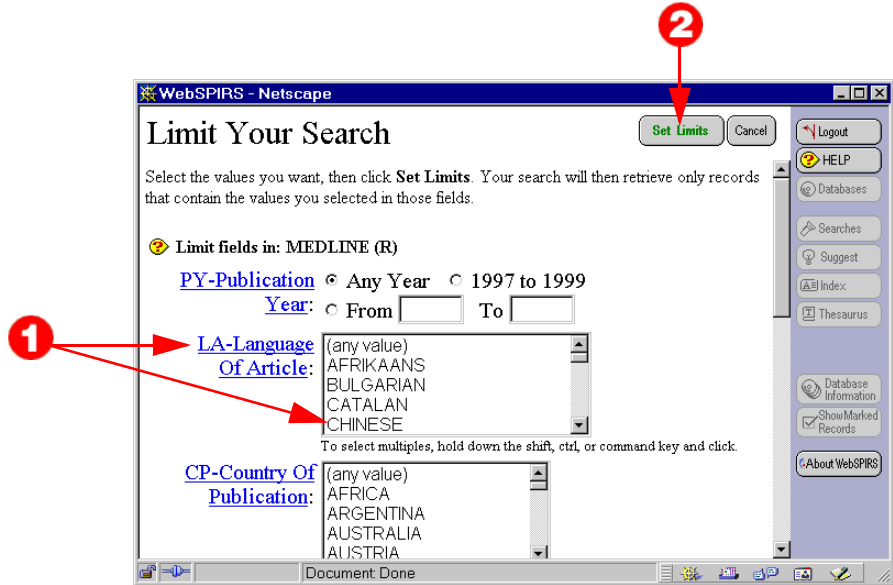 2
WebSPIRS - Netscape
Limit Your Search
Set Limits
Cancel
Select the values you want, then click Set Limits. Your search will then retrieve only records
that contain the values you selected in those fields.
Limit fields in: MEDLINE (R)
PY-Publication Year:
Any Year
1997 to 1999
From
To
1
LA-Language
Of Article:
(any value)
AFRIKAANS
BULGARIAN
CATALAN
CHINESE
To select multiples, hold down the shift, ctrl, or command key and click.
CP-Country Of
Publication:
(any value)
AFRICA
ARGENTINA
AUSTRALIA
AUSTRIA
Logout
HELP
Databases
Searches
Suggest
Index
Thesaurus
Database
Information
Show Marked
Records
About WebSPIRS
Document: Done